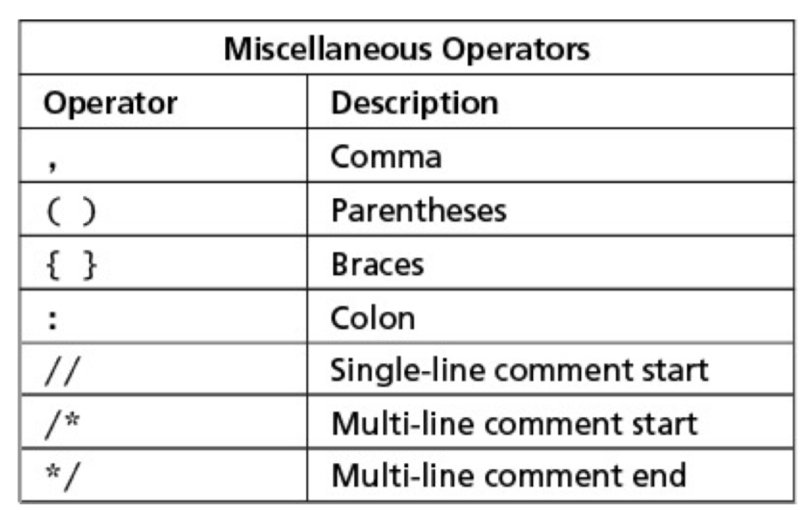 Miscellaneous Operators
Operator Description
, Comma
( ) Parentheses
{ } Braces
: Colon
// Single-line comment start
/* Multi-line comment start
*/ Multi-line comment end